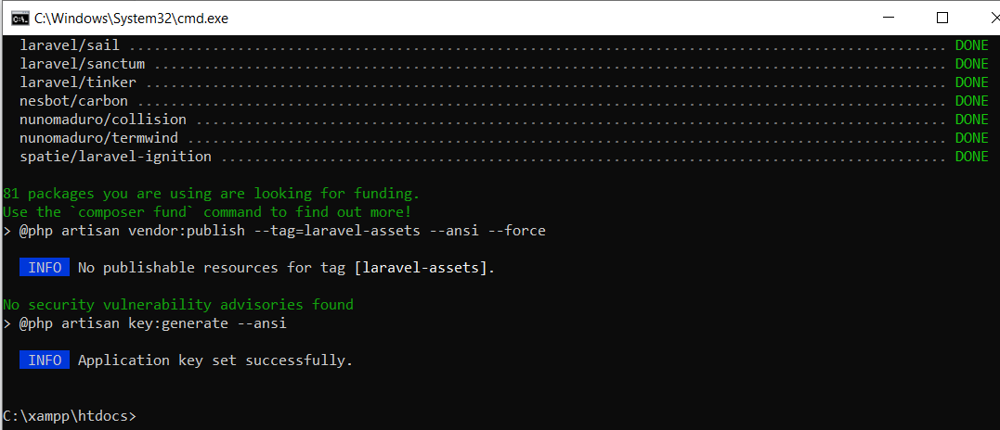 C:\Windows\System32\cmd.exe
laravel/sail .................................................................................................. DONE
laravel/sanctum ............................................................................................... DONE
laravel/tinker ................................................................................................ DONE
nesbot/carbon ................................................................................................. DONE
nunomaduro/collision .......................................................................................... DONE
nunomaduro/termwind ........................................................................................... DONE
spatie/laravel-ignition ....................................................................................... DONE
81 packages you are using are looking for funding.
Use the `composer fund` command to find out more!
> @php artisan vendor:publish --tag=laravel-assets --ansi --force
INFO No publishable resources for tag [laravel-assets].
No security vulnerability advisories found
> @php artisan key:generate --ansi
INFO Application key set successfully.
C:\xampp\htdocs>